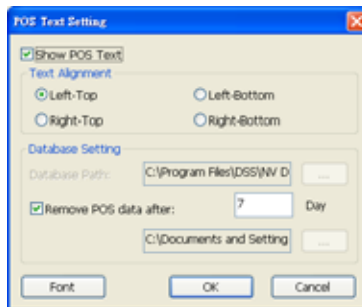 POS Text Setting
Show POS Text
Text Alignment
Left-Top
Left-Bottom
Right-Top
Right-Bottom
Database Setting
Database Path: C:\Program Files\DSS\NV D ...
Remove POS data after: 7 Day
C:\Documents and Setting ...
Font OK Cancel